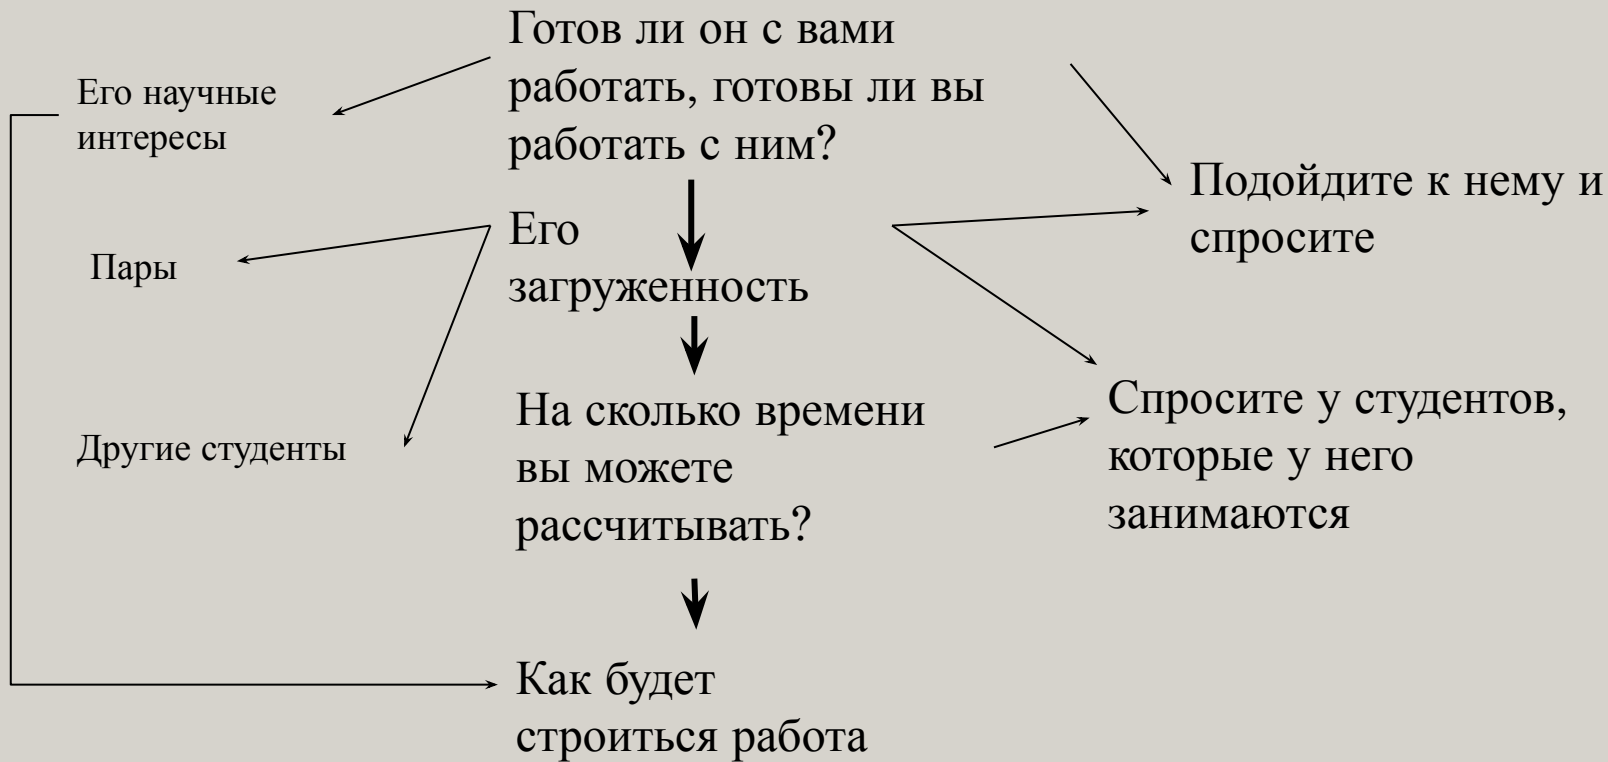 Готов ли он с вами
работать, готовы ли вы
работать с ним?
Его научные
интересы
Подойдите к нему и
спросите
Его
загруженность
Пары
На сколько времени
вы можете
рассчитывать?
Спросите у студентов,
которые у него
занимаются
Другие студенты
Как будет
строиться работа